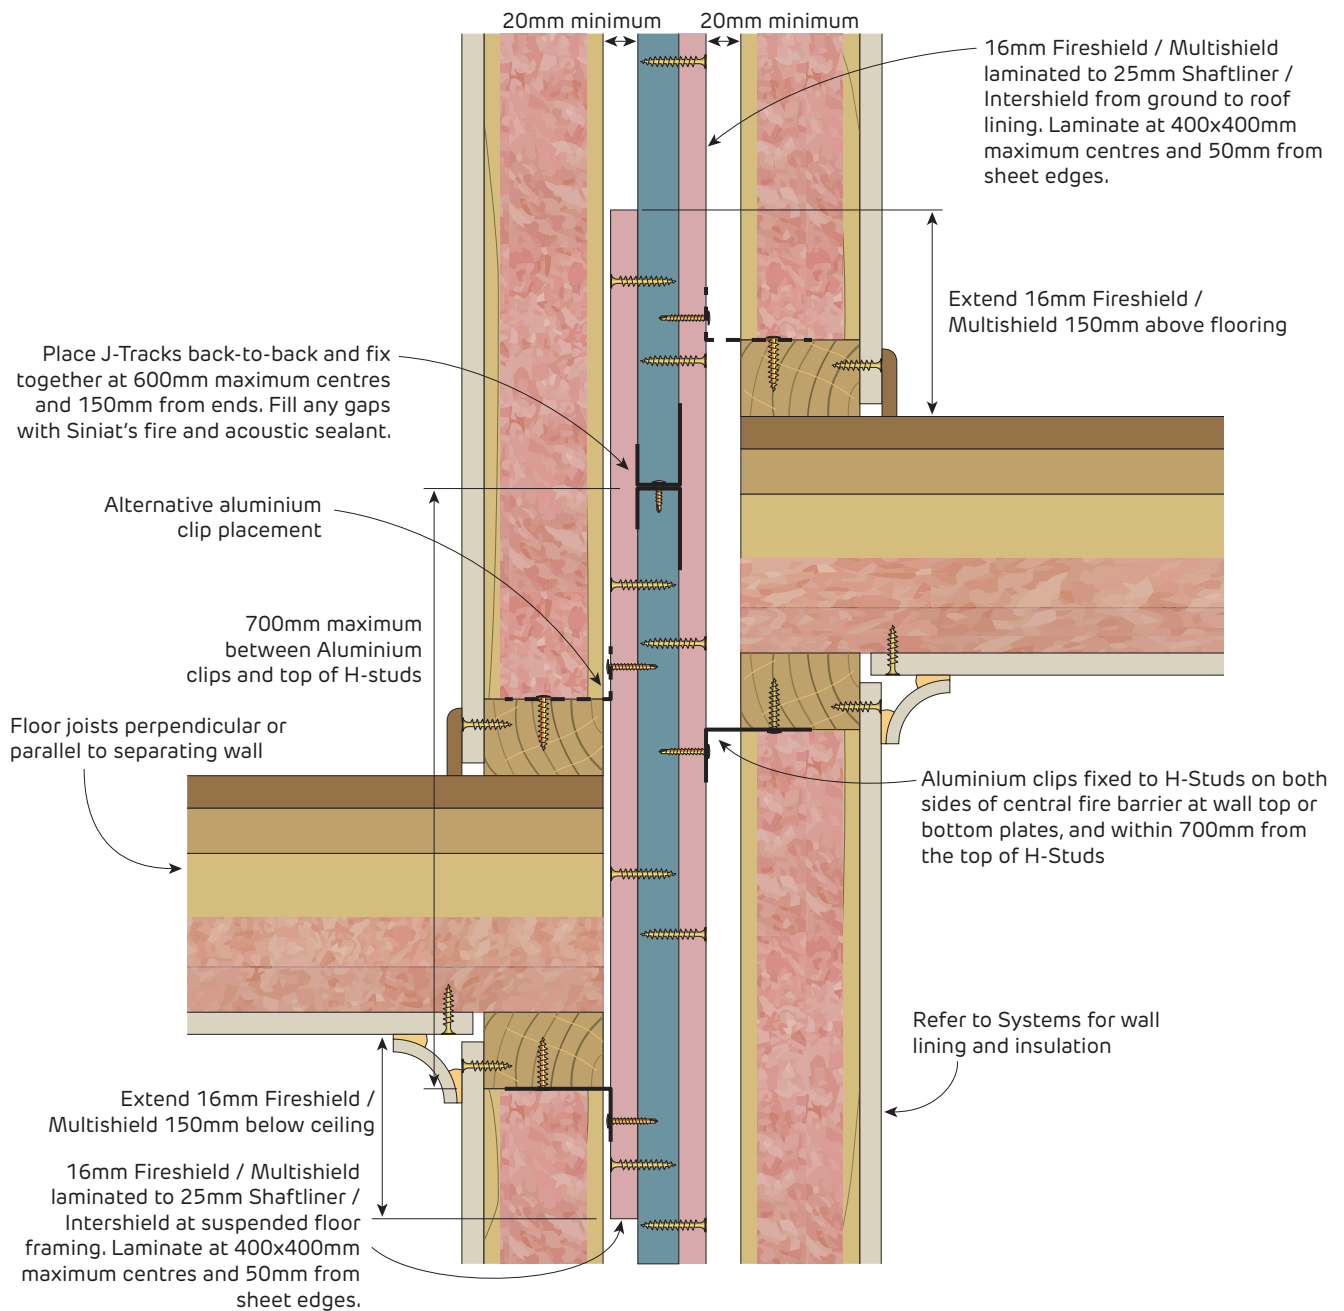 20mm minimum
20mm minimum
16mm Fireshield / Multishield
laminated to 25mm Shaftliner /
Intershield from ground to roof
lining. Laminate at 400x400mm
maximum centres and 50mm from
sheet edges.
Extend 16mm Fireshield /
Multishield 150mm above flooring
Place J-Tracks back-to-back and fix
together at 600mm maximum centres
and 150mm from ends. Fill any gaps
with Siniat's fire and acoustic sealant.
Alternative aluminium
clip placement
700mm maximum
between Aluminium
clips and top of H-studs
Floor joists perpendicular or
parallel to separating wall
Aluminium clips fixed to H-Studs on both
sides of central fire barrier at wall top or
bottom plates, and within 700mm from
the top of H-Studs
Refer to Systems for wall
lining and insulation
Extend 16mm Fireshield /
Multishield 150mm below ceiling
16mm Fireshield / Multishield
laminated to 25mm Shaftliner /
Intershield at suspended floor
framing. Laminate at 400x400mm
maximum centres and 50mm from
sheet edges.